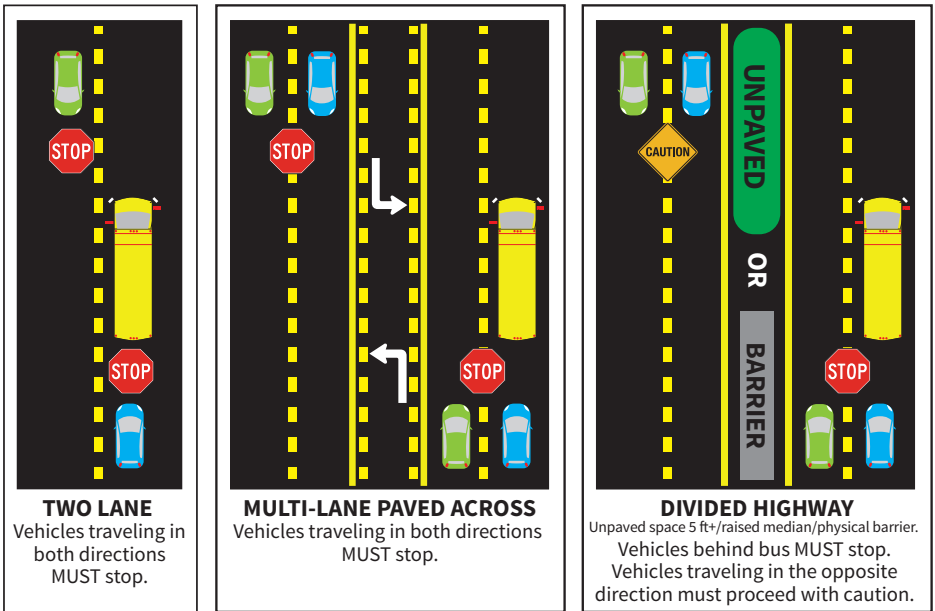 STOP
STOP
TWO LANE
Vehicles traveling in
both directions
MUST stop.
STOP
STOP
MULTI-LANE PAVED ACROSS
Vehicles traveling in both directions
MUST stop.
CAUTION
UNPAVED
OR
BARRIER
STOP
DIVIDED HIGHWAY
Unpaved space 5 ft+/raised median/physical barrier.
Vehicles behind bus MUST stop.
Vehicles traveling in the opposite
direction must proceed with caution.